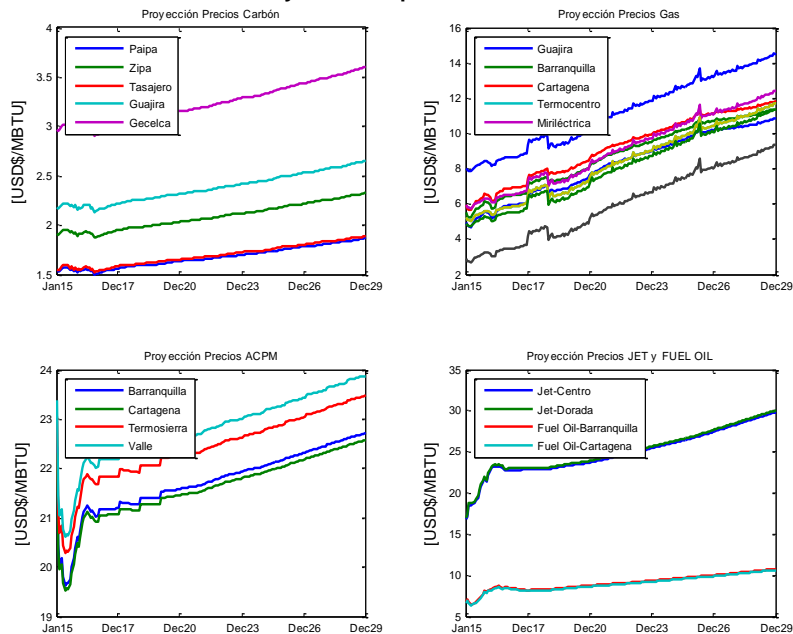 Proyección Precios Carbón
[USD$/MBTU]
4
3.5
3
2.5
2
1.5
Paipa
Zipa
Tasajero
Guajira
Gecelca
Jan15 Dec17 Dec20 Dec23 Dec26 Dec29
Proyección Precios Gas
[USD$/MBTU]
16
14
12
10
8
6
4
2
Guajira
Barranquilla
Cartagena
Termocentro
Miriléctrica
Jan15 Dec17 Dec20 Dec23 Dec26 Dec29
Proyección Precios ACPM
[USD$/MBTU]
24
23
22
21
20
19
Barranquilla
Cartagena
Termosierra
Valle
Jan15 Dec17 Dec20 Dec23 Dec26 Dec29
Proyección Precios JET y FUEL OIL
[USD$/MBTU]
35
30
25
20
15
10
5
Jet-Centro
Jet-Dorada
Fuel Oil-Barranquilla
Fuel Oil-Cartagena
Jan15 Dec17 Dec20 Dec23 Dec26 Dec29